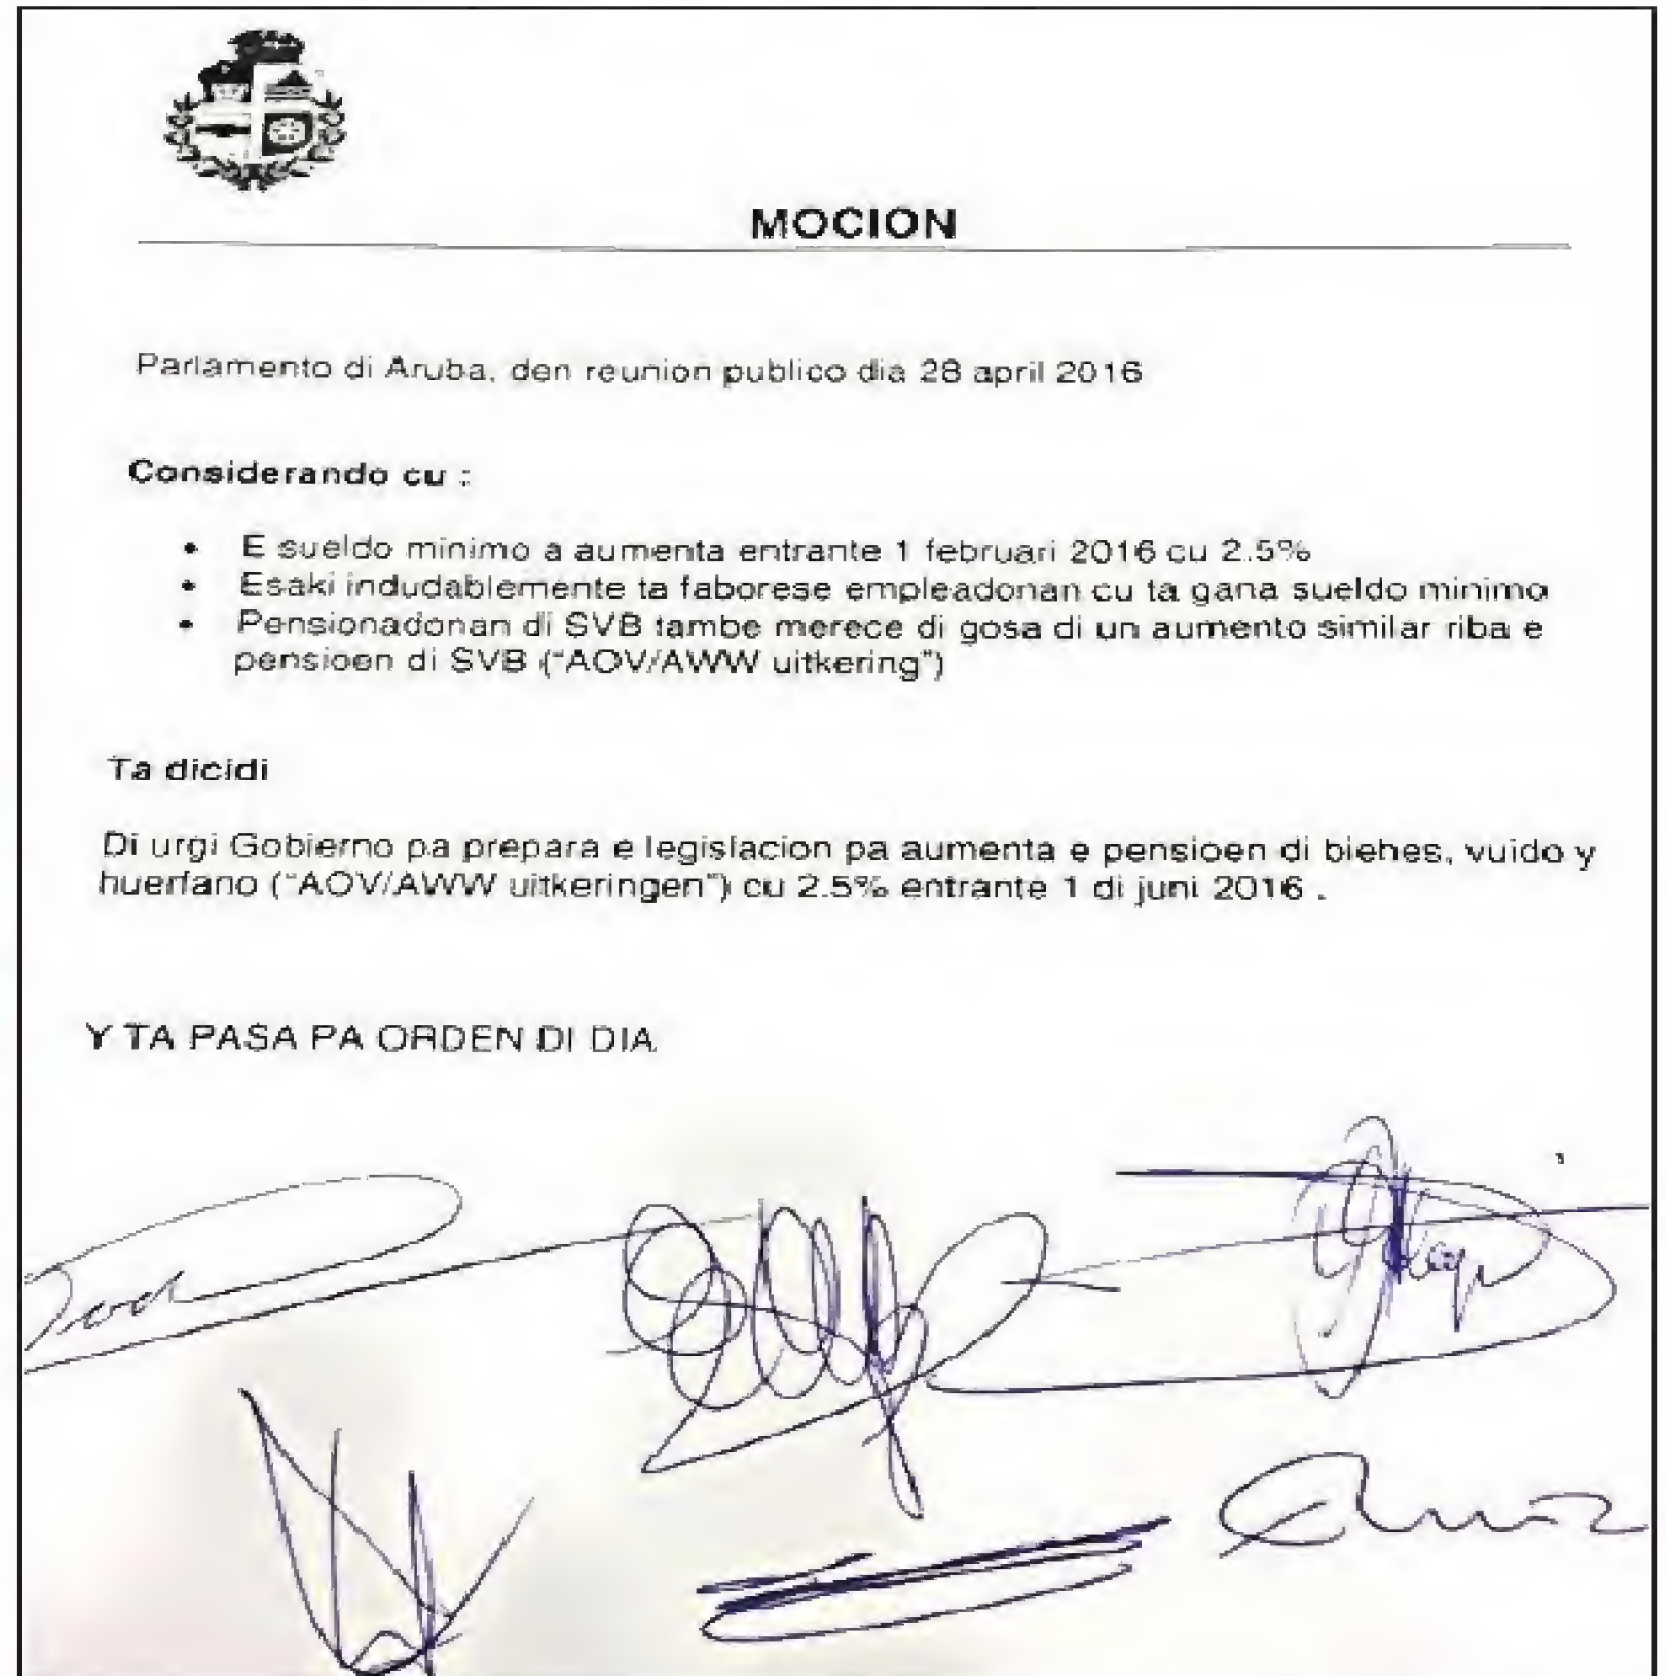 MOCION
Parlamento di Aruba, den reunion publico dia 28 april 2016
Considerando cu :
• E sueldo minimo a aumenta entrante 1 februari 2016 cu 2.5%
• Esaki indudablemente ta faborese empleadonan cu ta gana sueldo minimo
• Pensionadonan di SVB tambe merece di gosa di un aumento similar riba e
pensioen di SVB ("AOV/AWW uitkering")
Ta dicidi
Di urgi Gobierno pa prepara e legislacion pa aumenta e pensioen di biehes, vuido y
huerfano ("AOV/AWW uitkeringen") cu 2.5% entrante 1 di juni 2016 .
Y TA PASA PA ORDEN DI DIA